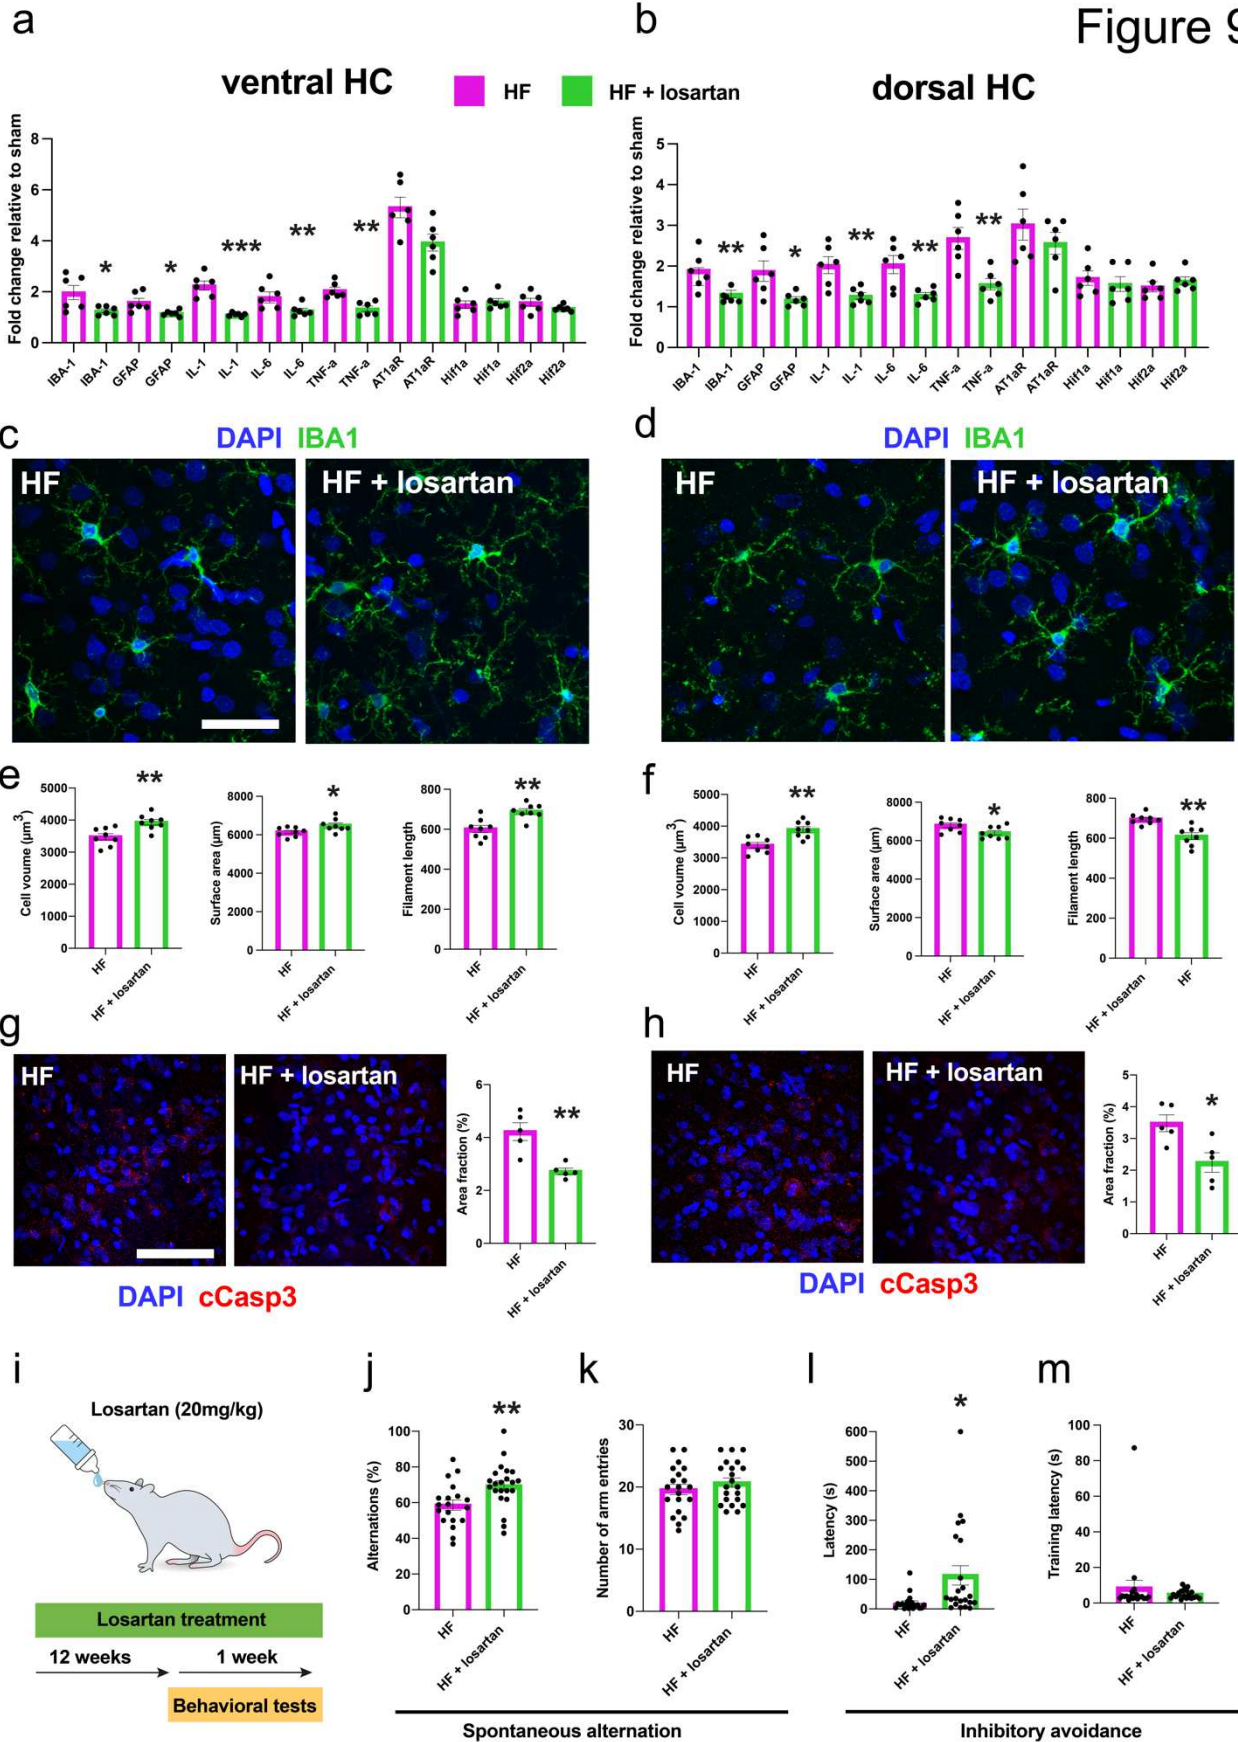 a
b
Figure 9
ventral HC
HF
HF + losartan
dorsal HC
Fold change relative to sham
8
6
4
2
0
*
*
***
**
**
IBA-1
IBA-1
GFAP
GFAP
IL-1
IL-1
IL-6
IL-6
TNF-a
TNF-a
AT1aR
AT1aR
Hif1a
Hif1a
Hif2a
Hif2a
Fold change relative to sham
5
4
3
2
1
0
**
*
**
**
**
IBA-1
IBA-1
GFAP
GFAP
IL-1
IL-1
IL-6
IL-6
TNF-a
TNF-a
AT1aR
AT1aR
Hif1a
Hif1a
Hif2a
Hif2a
c
DAPI IBA1
HF
HF + losartan
d
DAPI IBA1
HF
HF + losartan
e
Cell voume (µm3)
5000
4000
3000
2000
1000
0
**
HF
HF + losartan
Surface area (µm)
8000
6000
4000
2000
0
*
HF
HF + losartan
Filament length
800
600
400
200
0
**
HF
HF + losartan
f
Cell voume (µm3)
5000
4000
3000
2000
1000
0
**
HF
HF + losartan
Surface area (µm)
8000
6000
4000
2000
0
*
HF
HF + losartan
Filament length
800
600
400
200
0
**
HF + losartan
HF
g
HF
HF + losartan
DAPI cCasp3
Area fraction (%)
6
4
2
0
**
HF
HF + losartan
h
HF
HF + losartan
DAPI cCasp3
Area fraction (%)
5
4
3
2
1
0
*
HF
HF + losartan
i
Losartan (20mg/kg)
Losartan treatment
12 weeks
1 week
Behavioral tests
j
Alternations (%)
100
80
60
40
20
0
**
HF
HF + losartan
k
Number of arm entries
30
20
10
0
HF
HF + losartan
Spontaneous alternation
l
Latency (s)
600
500
400
300
200
100
0
*
HF
HF + losartan
m
Training latency (s)
100
80
60
40
20
0
HF
HF + losartan
Inhibitory avoidance